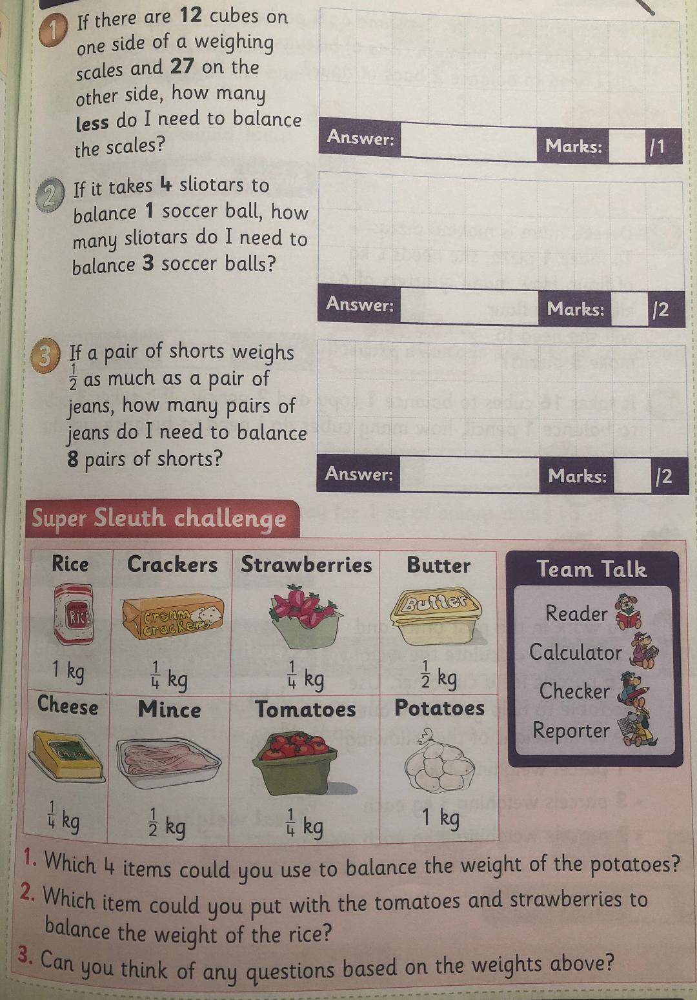 1
If there are 12 cubes on
one side of a weighing
scales and 27 on the
other side, how many
less do I need to balance
the scales?
Answer: Marks: /1
2
If it takes 4 sliotars to
balance 1 soccer ball, how
many sliotars do I need to
balance 3 soccer balls?
Answer: Marks: /2
3
If a pair of shorts weighs
1/2 as much as a pair of
jeans, how many pairs of
jeans do I need to balance
8 pairs of shorts?
Answer: Marks: /2
Super Sleuth challenge
Rice Crackers Strawberries Butter
Rice
Cream
crackers
Butter
1 kg 1/4 kg 1/4 kg 1/2 kg
Cheese Mince Tomatoes Potatoes
Cheese
1/4 kg 1/2 kg 1/4 kg 1 kg
Team Talk
Reader
Calculator
Checker
Reporter
1. Which 4 items could you use to balance the weight of the potatoes?
2. Which item could you put with the tomatoes and strawberries to
balance the weight of the rice?
3. Can you think of any questions based on the weights above?